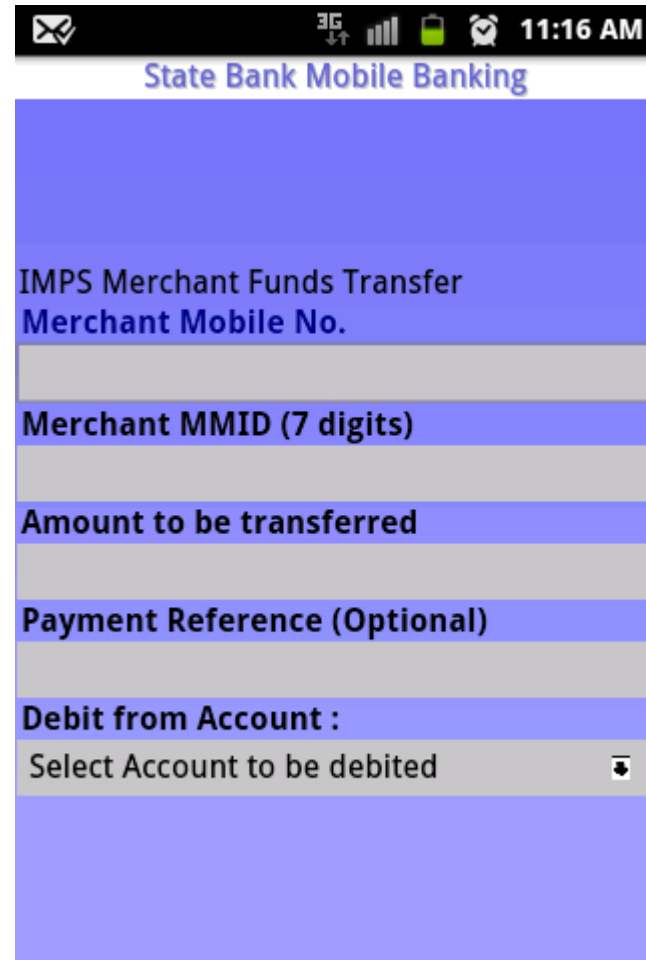 3G 11:16 AM
State Bank Mobile Banking
IMPS Merchant Funds Transfer
Merchant Mobile No.
Merchant MMID (7 digits)
Amount to be transferred
Payment Reference (Optional)
Debit from Account :
Select Account to be debited